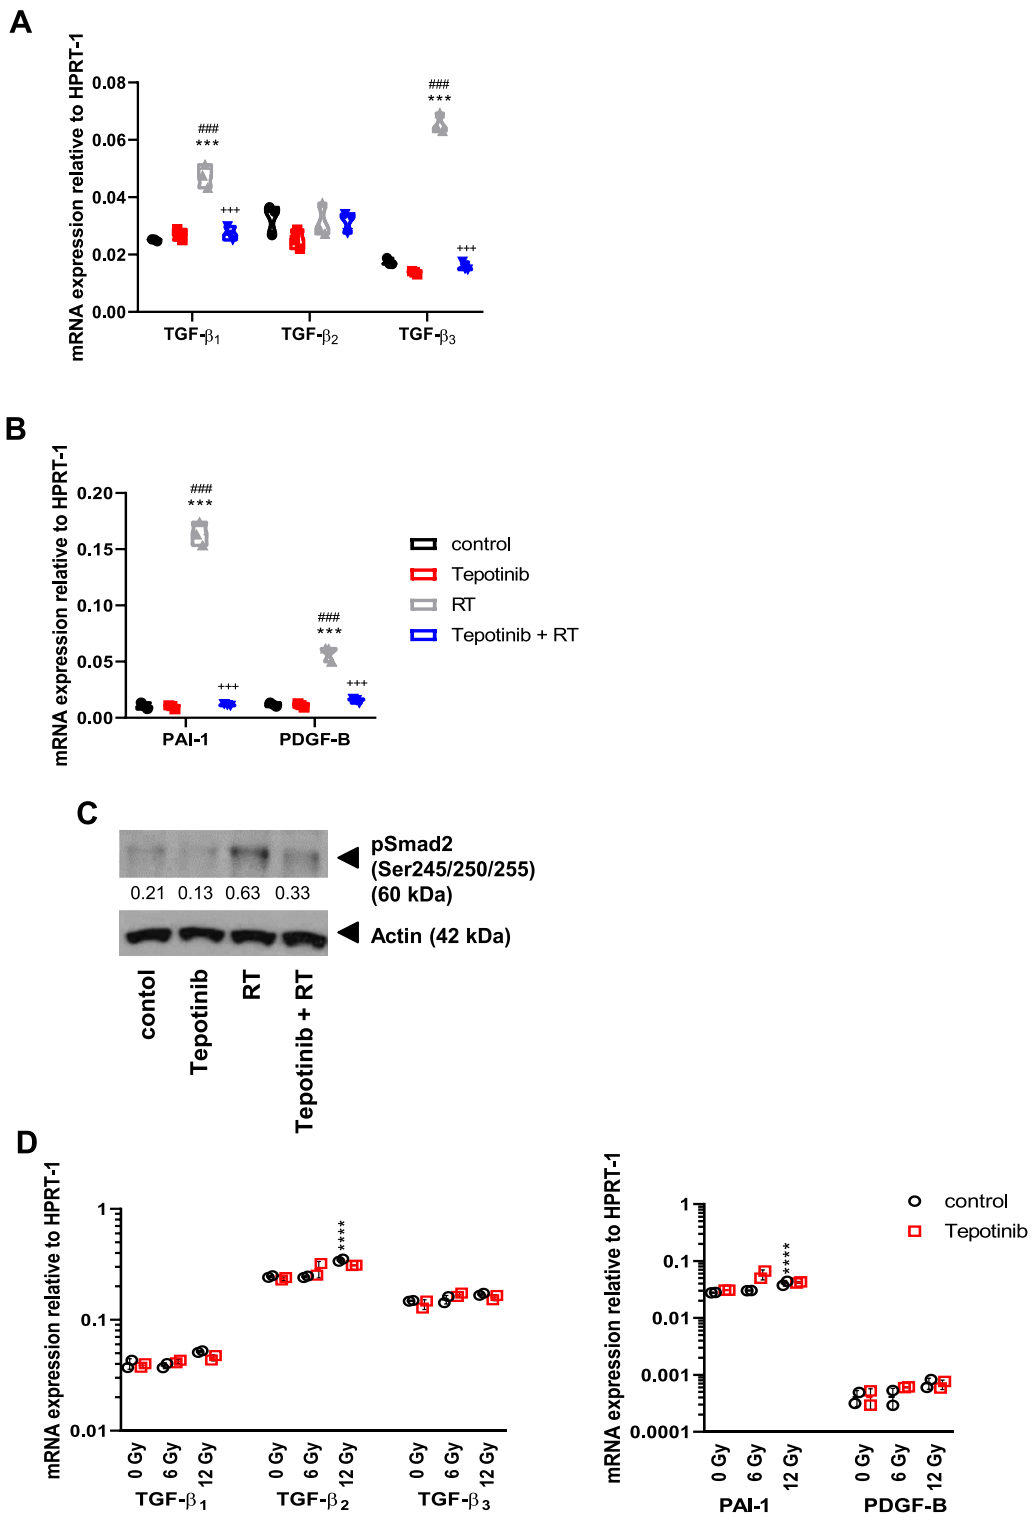 A
mRNA expression relative to HPRT-1
0.08
0.06
0.04
0.02
0.00
###
***
+++
###
***
+++
TGF-β1
TGF-β2
TGF-β3
B
mRNA expression relative to HPRT-1
0.20
0.15
0.10
0.05
0.00
###
***
+++
###
***
+++
PAI-1
PDGF-B
control
Tepotinib
RT
Tepotinib + RT
C
pSmad2
(Ser245/250/255)
(60 kDa)
0.21 0.13 0.63 0.33
Actin (42 kDa)
contol
Tepotinib
RT
Tepotinib + RT
D
mRNA expression relative to HPRT-1
1
0.1
0.01
****
0 Gy
6 Gy
12 Gy
0 Gy
6 Gy
12 Gy
0 Gy
6 Gy
12 Gy
TGF-β1
TGF-β2
TGF-β3
mRNA expression relative to HPRT-1
1
0.1
0.01
0.001
0.0001
****
0 Gy
6 Gy
12 Gy
0 Gy
6 Gy
12 Gy
PAI-1
PDGF-B
control
Tepotinib